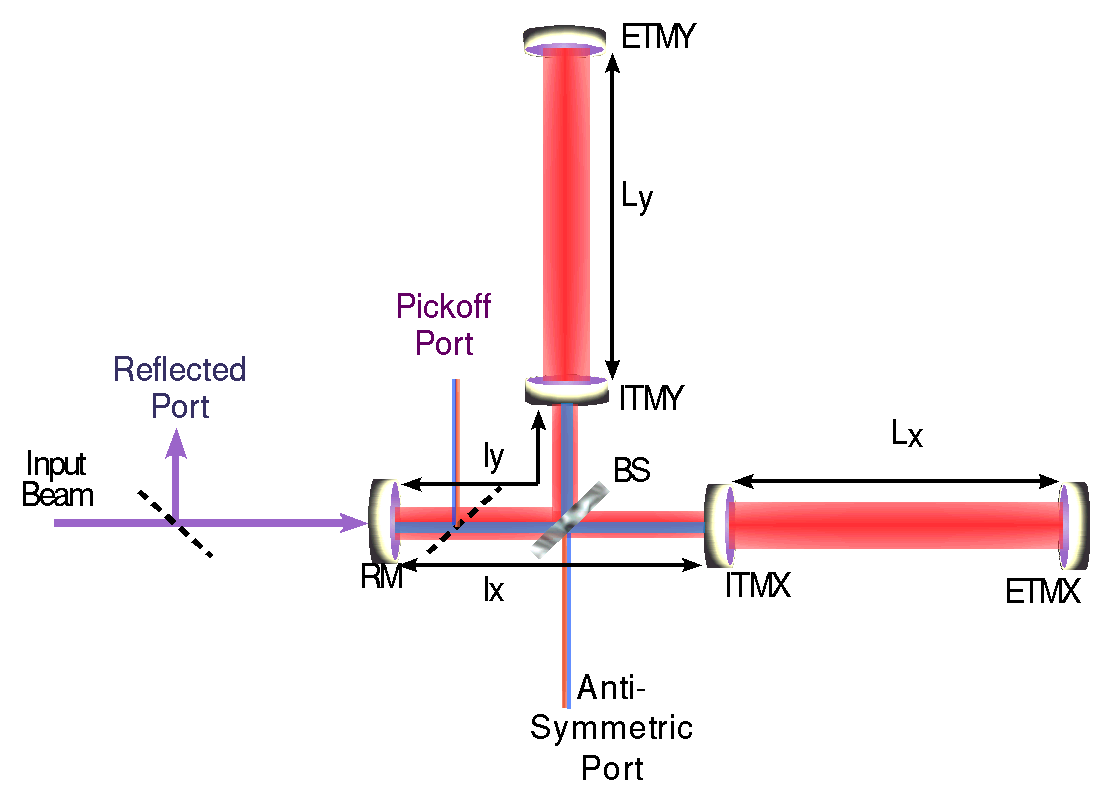 ETMY
Ly
Pickoff
Port
Reflected
Port
ITMY
Lx
Input
Beam
ly
BS
RM
lx
ITMX
ETMX
Anti-
Symmetric
Port